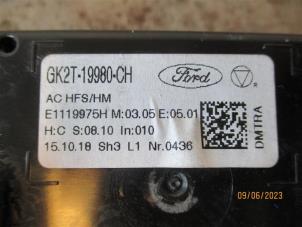 GK2T-19980-CH
Ford
AC HFS/HM
E1119975H M:03.05 E:05.01
H:C S:08.10 In:010
15.10.18 Sh3 L1 Nr.0436
DMTRA
09/06/2023